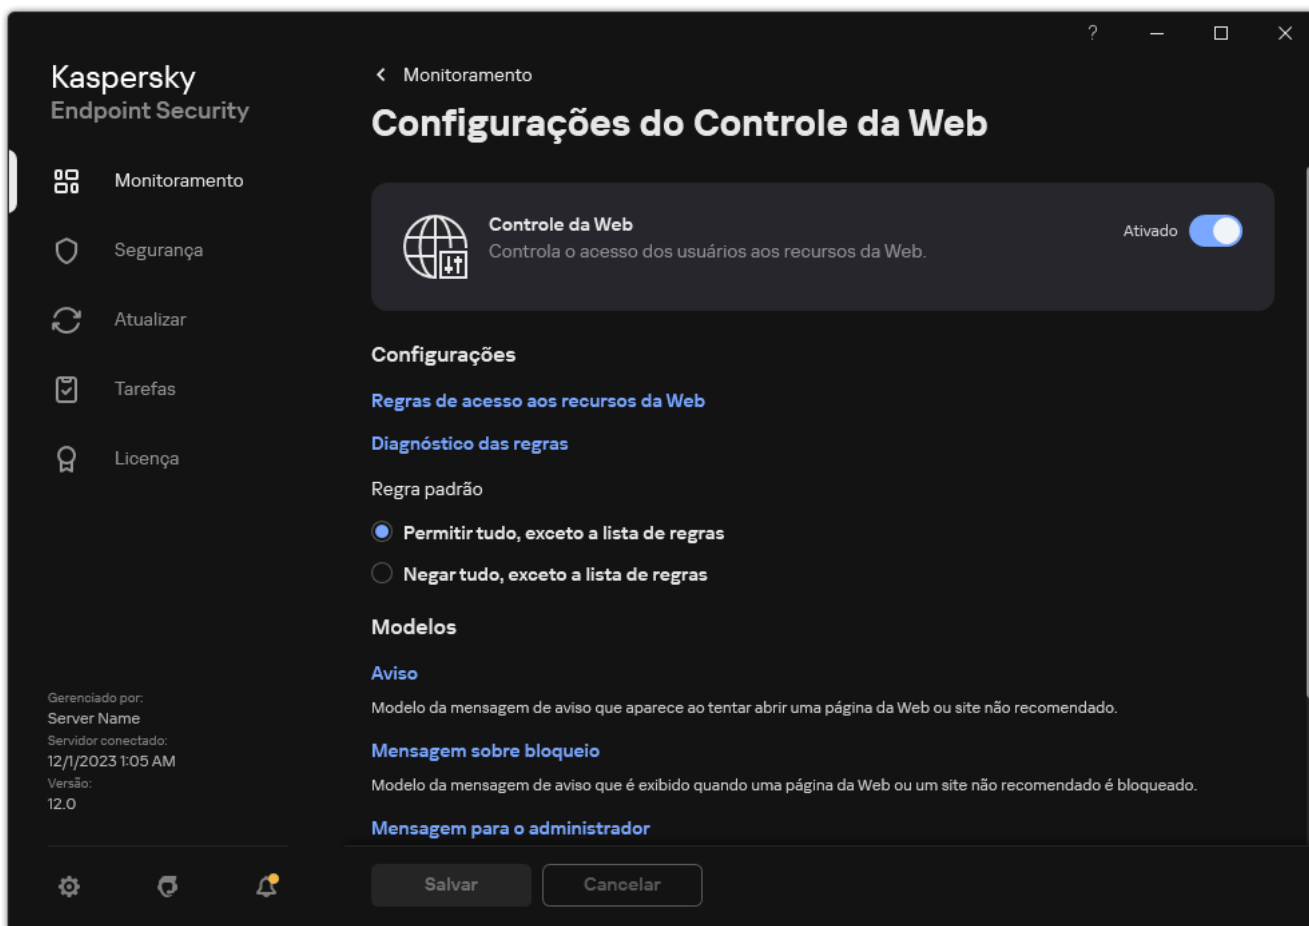 ?
Kaspersky
Endpoint Security
Monitoramento
Segurança
Atualizar
Tarefas
Licença
Gerenciado por:
Server Name
Servidor conectado:
12/1/2023 1:05 AM
Versão:
12.0
Monitoramento
Configurações do Controle da Web
Controle da Web
Controla o acesso dos usuários aos recursos da Web.
Ativado
Configurações
Regras de acesso aos recursos da Web
Diagnóstico das regras
Regra padrão
Permitir tudo, exceto a lista de regras
Negar tudo, exceto a lista de regras
Modelos
Aviso
Modelo da mensagem de aviso que aparece ao tentar abrir uma página da Web ou site não recomendado.
Mensagem sobre bloqueio
Modelo da mensagem de aviso que é exibido quando uma página da Web ou um site não recomendado é bloqueado.
Mensagem para o administrador
Salvar
Cancelar